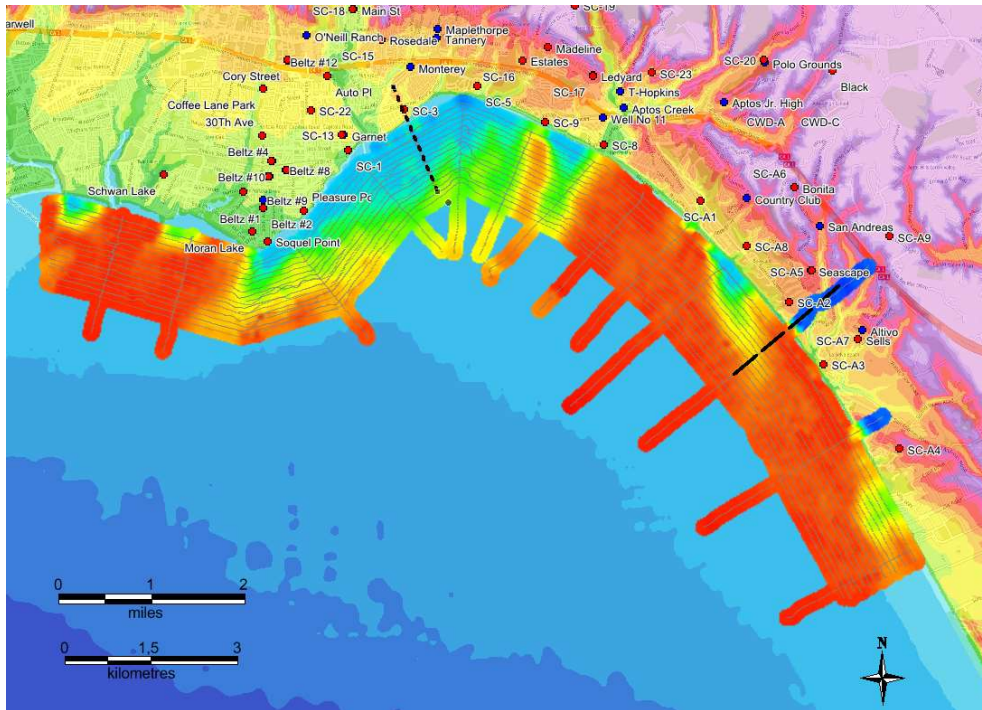 SC-18
Main St
SC-19
arwell
O'Neill Ranch
Maplethorpe
Rosedale
Tannery
SC-15
Madeline
Beltz #12
Estates
SC-20
Polo Grounds
Monterey
Ledyard
SC-23
Cory Street
SC-16
Black
Auto Pl
SC-17
T-Hopkins
Coffee Lane Park
SC-5
Aptos Jr. High
SC-22
SC-3
Aptos Creek
30Th Ave
Well No 11
CWD-A
CWD-C
SC-9
SC-13
Garnet
SC-8
Beltz #4
SC-1
Beltz #8
SC-A6
Beltz #10
Schwan Lake
Bonita
Pleasure Po
Country Club
Beltz #9
SC-A1
Beltz #1
Beltz #2
San Andreas
SC-A9
Moran Lake
Soquel Point
SC-A8
SC-A5
Seascape
SC-A2
Altivo
SC-A7
Sells
SC-A3
SC-A4
0 1 2
miles
0 1,5 3
kilometres
N